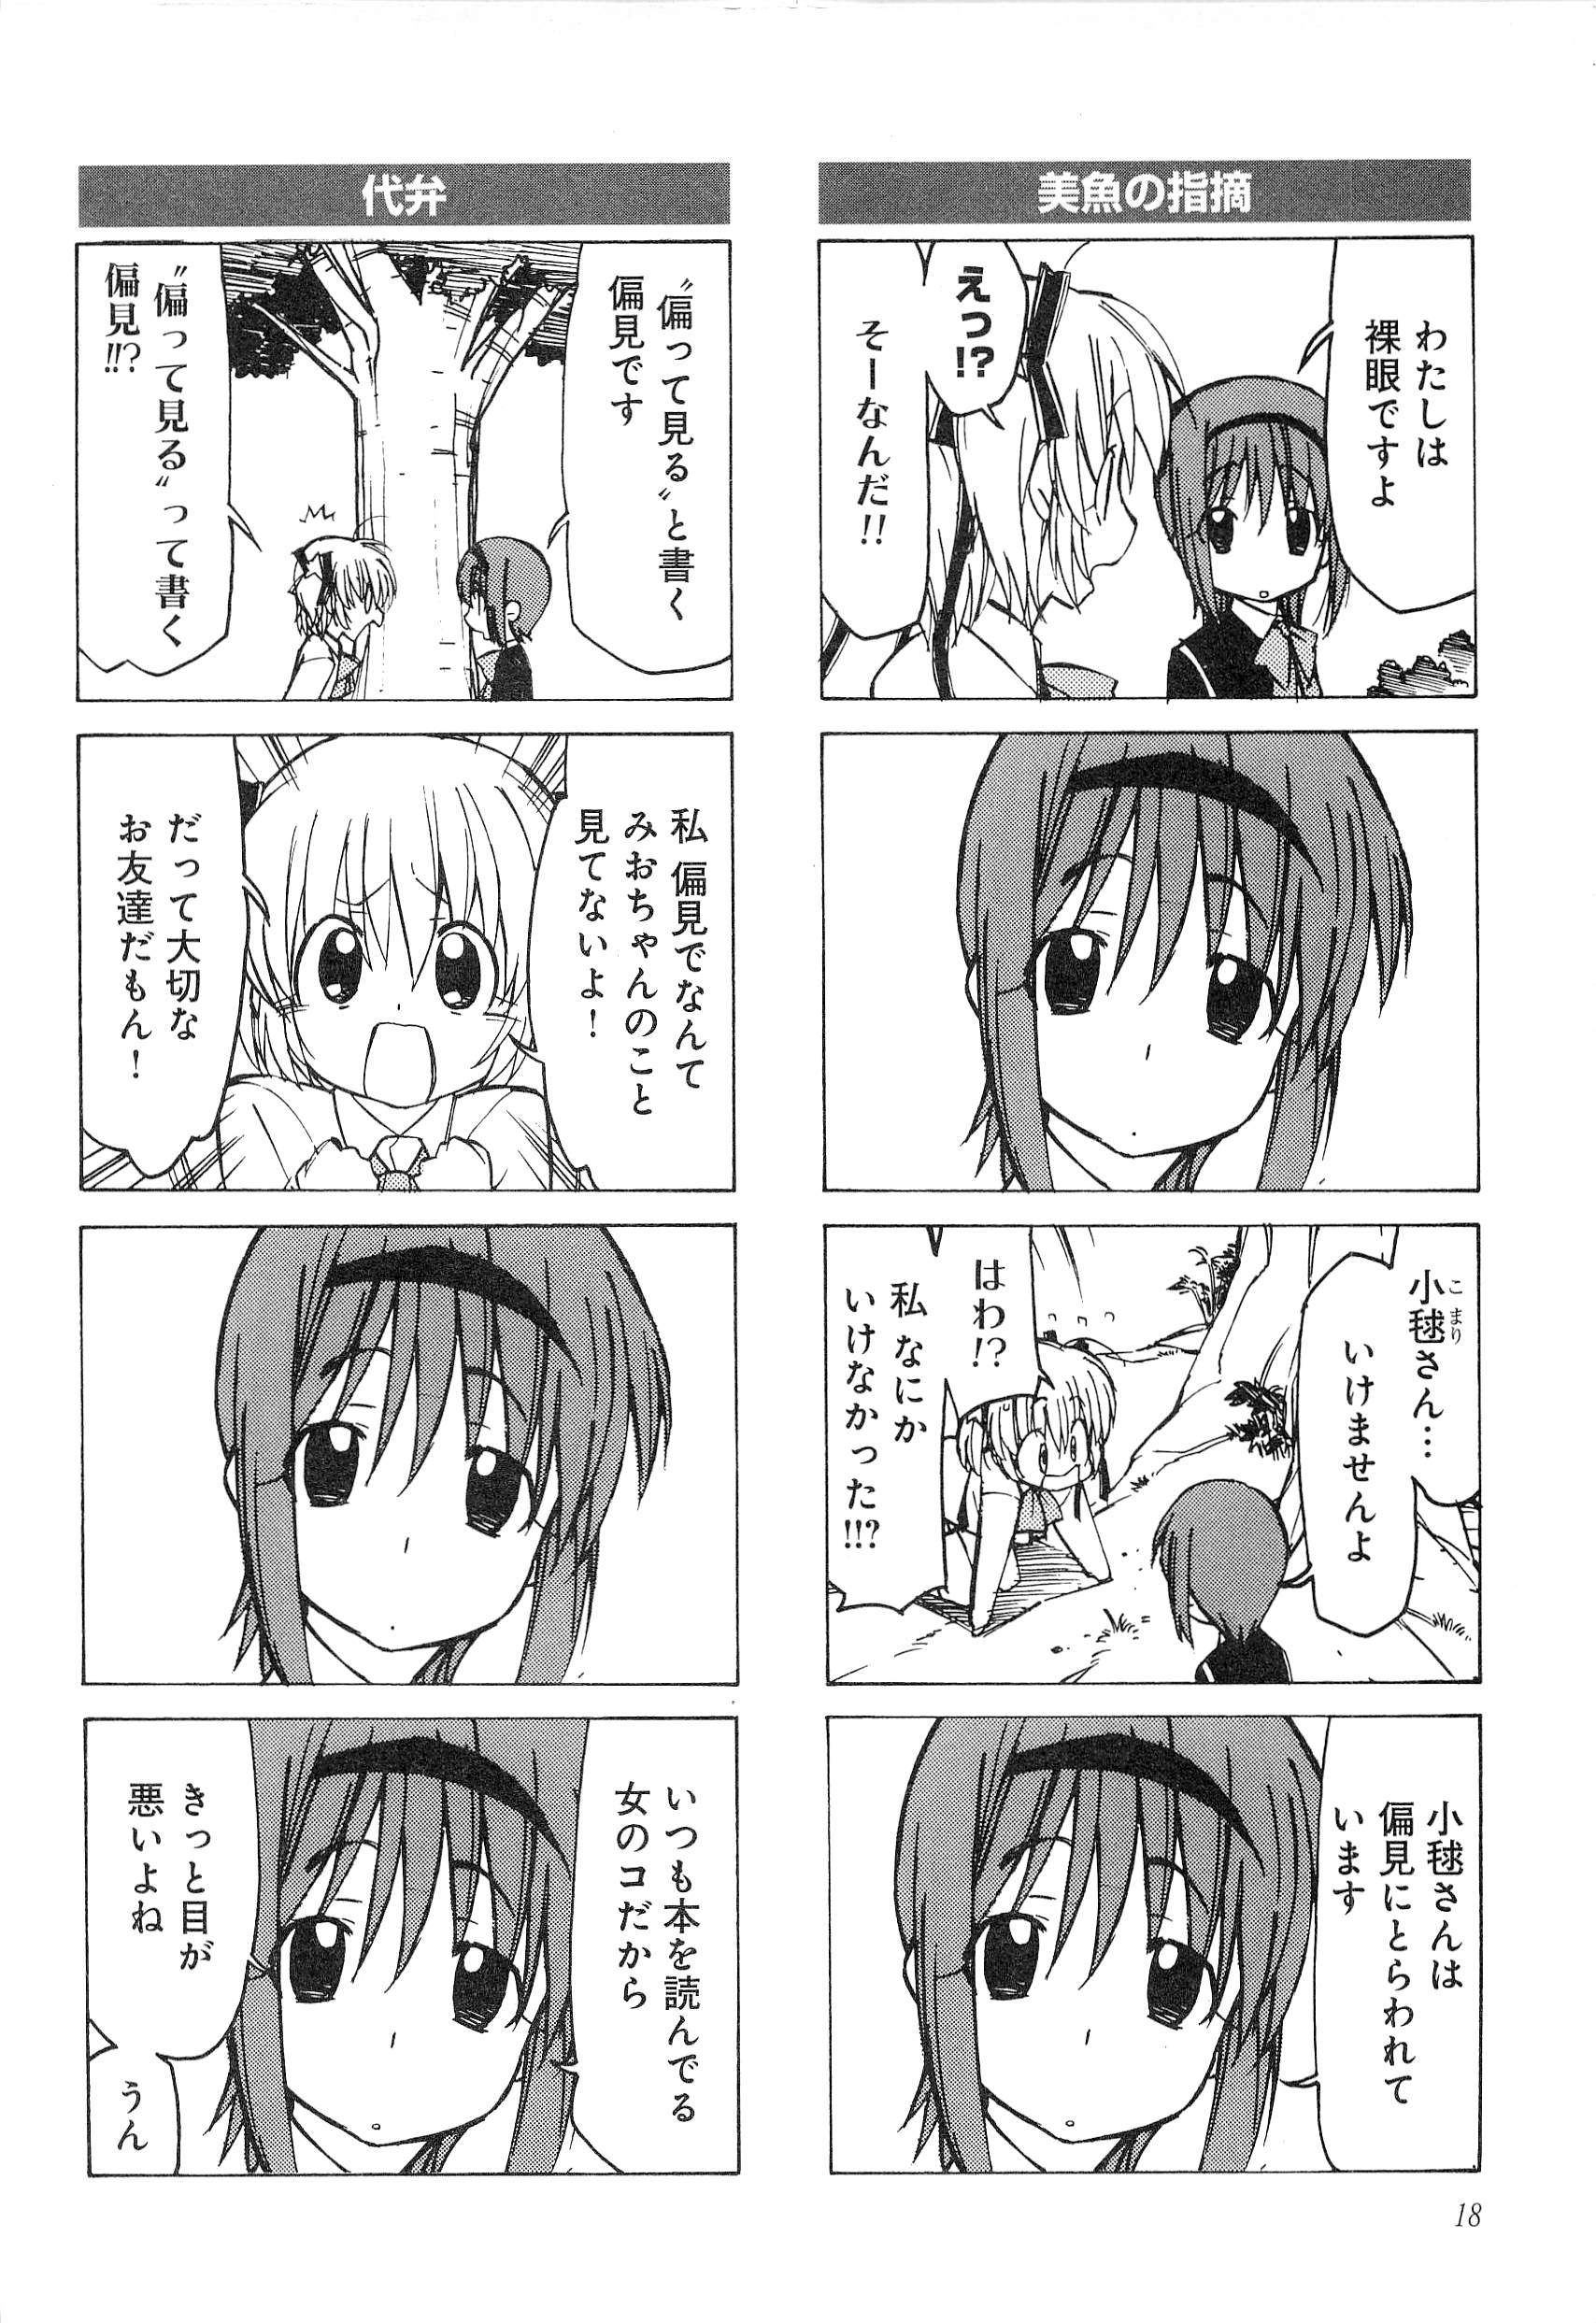 美魚の指摘
わたしは
裸眼ですよ
えっ!?
そーなんだ!!
小毬さん…
こまり
いけませんよ
はわ!?
私 なにか
いけなかった!!?
小毬さんは
偏見にとらわれて
います
代弁
〝偏って見る〟と書く
偏見です
〝偏って見る〟って書く
偏見!!?
私 偏見でなんて
みおちゃんのこと
見てないよ!
だって大切な
お友達だもん!
いつも本を読んでる
女のコだから
きっと目が
悪いよね
うん
18